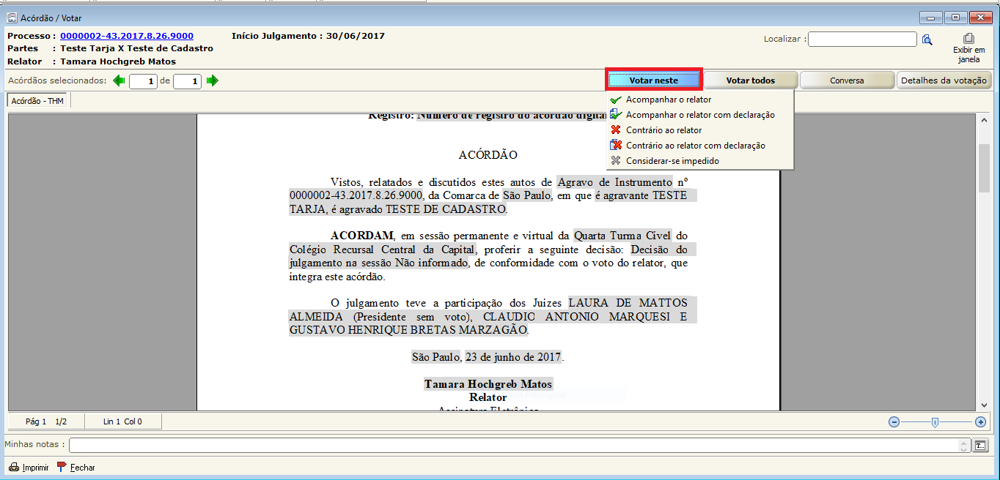 Acórdão / Votar
Processo : 0000002-43.2017.8.26.9000 Início Julgamento : 30/06/2017
Partes : Teste Tarja X Teste de Cadastro
Relator : Tamara Hochgreb Matos
Localizar :
Exibir em
janela
Acórdãos selecionados: 1 de 1
Votar neste Votar todos Conversa Detalhes da votação
Acórdão - THM
Acompanhar o relator
Acompanhar o relator com declaração
Contrário ao relator
Contrário ao relator com declaração
Considerar-se impedido
Registro: Número de registro do acórdão digital
ACÓRDÃO
Vistos, relatados e discutidos estes autos de Agravo de Instrumento nº
0000002-43.2017.8.26.9000, da Comarca de São Paulo, em que é agravante TESTE
TARJA, é agravado TESTE DE CADASTRO.
ACORDAM, em sessão permanente e virtual da Quarta Turma Cível do
Colégio Recursal Central da Capital, proferir a seguinte decisão: Decisão do
julgamento na sessão Não informado, de conformidade com o voto do relator, que
integra este acórdão.
O julgamento teve a participação dos Juizes LAURA DE MATTOS
ALMEIDA (Presidente sem voto), CLAUDIO ANTONIO MARQUESI E
GUSTAVO HENRIQUE BRETAS MARZAGÃO.
São Paulo, 23 de junho de 2017.
Tamara Hochgreb Matos
Relator
Assinatura Eletrônica
Pág 1 1/2 Lin 1 Col 0
Minhas notas :
T...
Imprimir Fechar